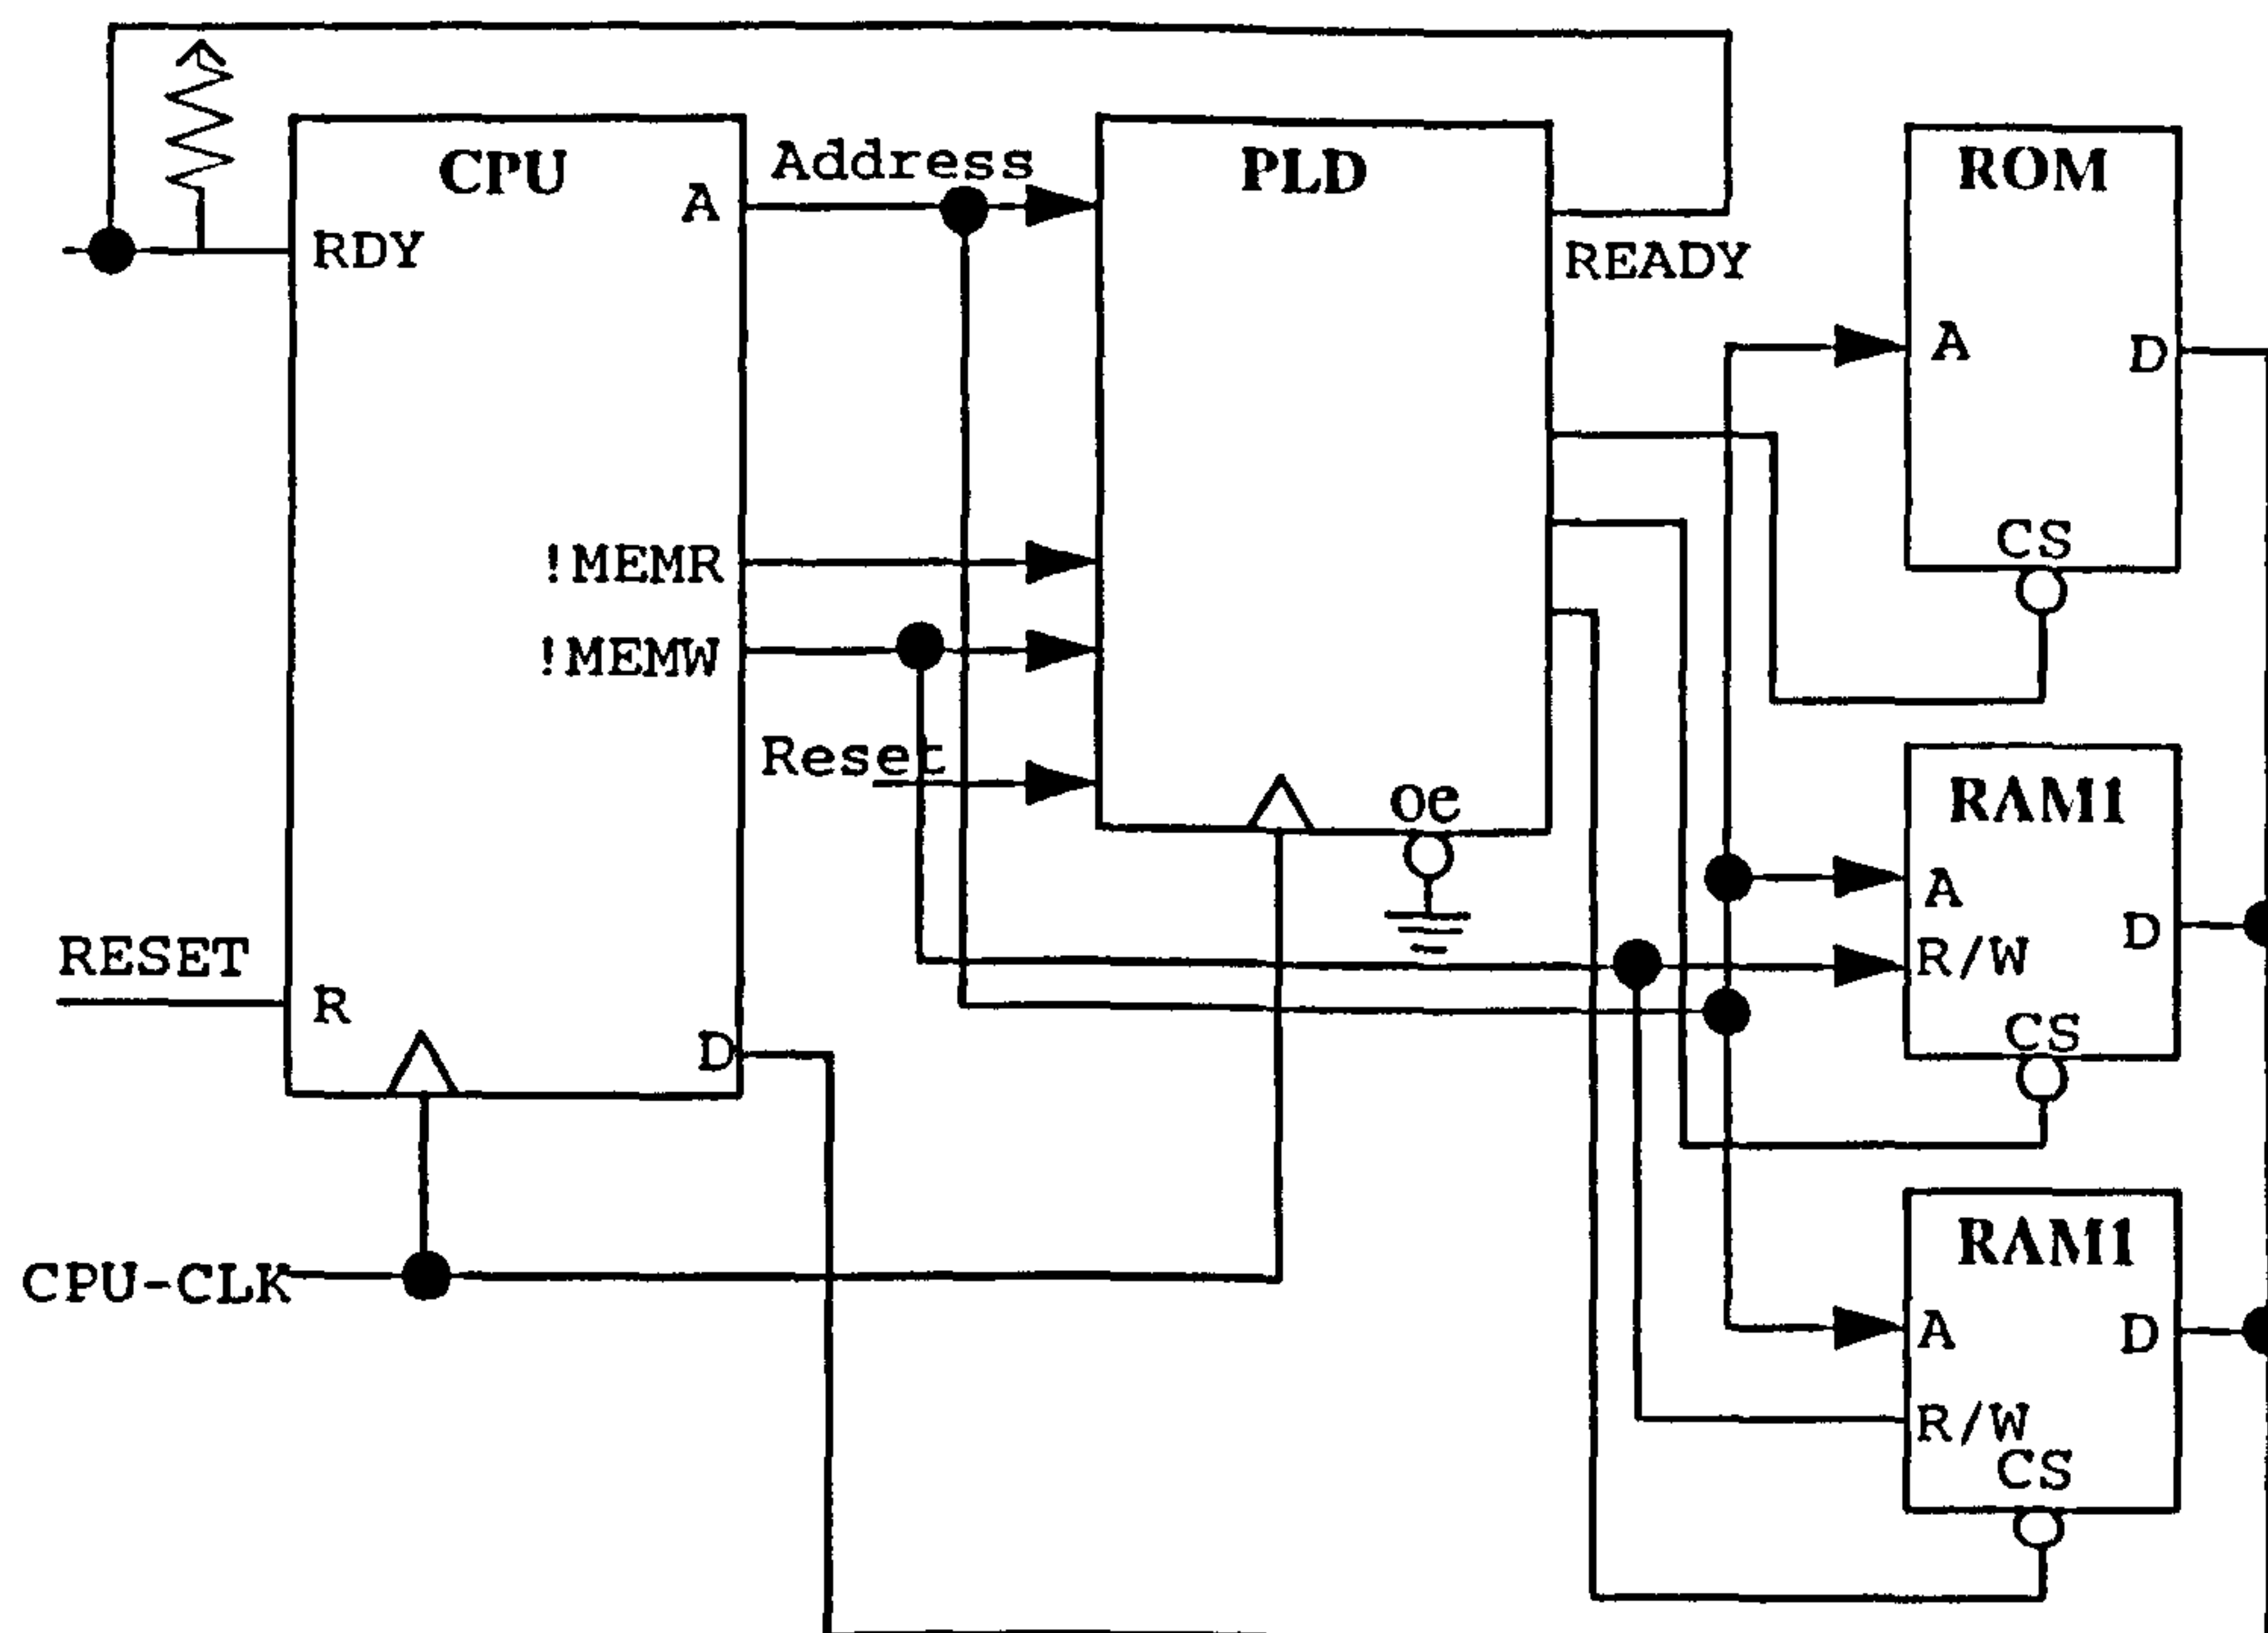 CPU
A
RDY
!MEMR
!MEMW
RESET
R
D
CPU-CLK
Address
Reset
PLD
READY
oe
ROM
A
D
CS
RAM1
A
D
R/W
CS
RAM1
A
D
R/W
CS